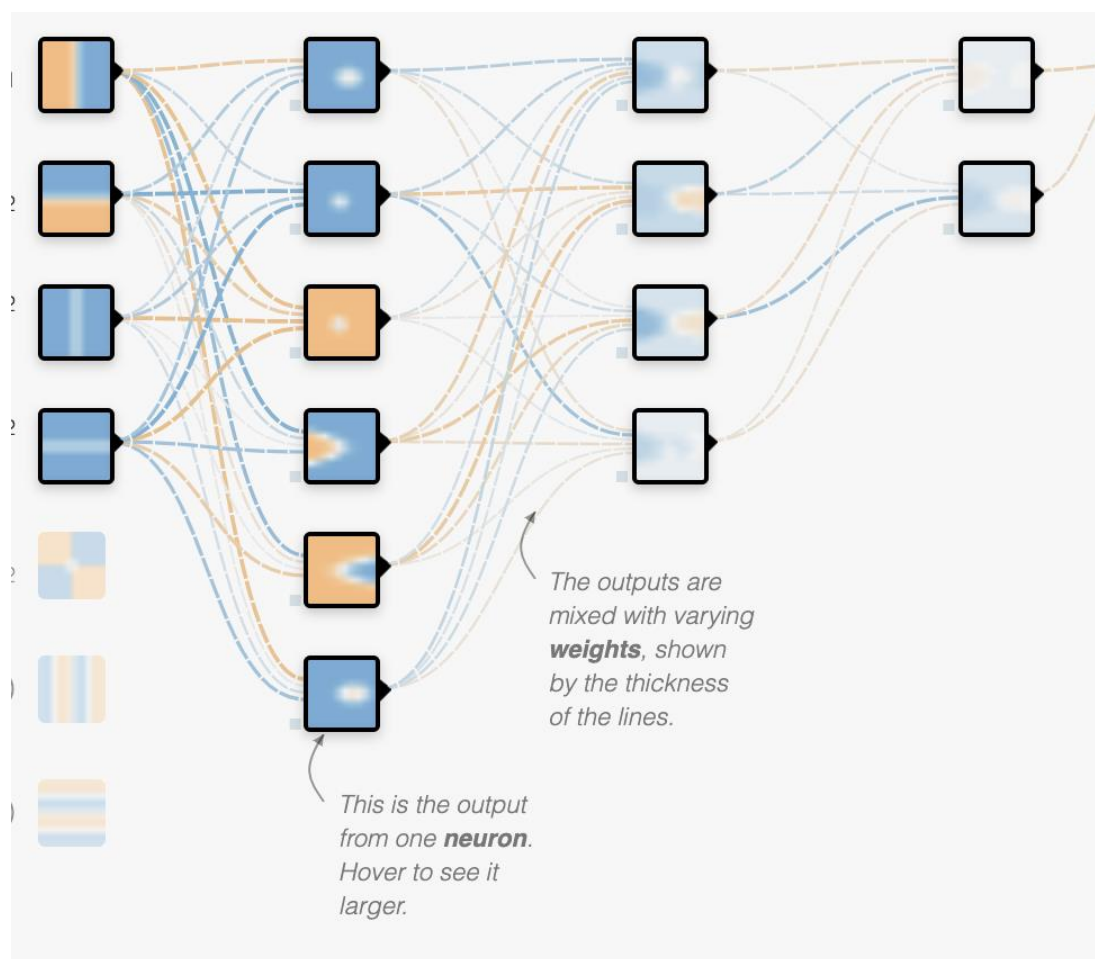 The outputs are
mixed with varying
weights, shown
by the thickness
of the lines.
This is the output
from one neuron.
Hover to see it
larger.